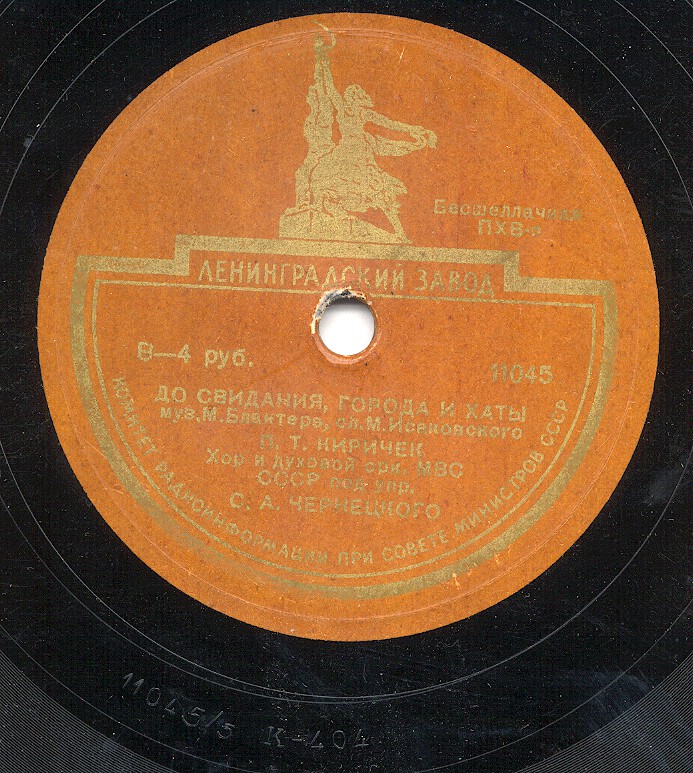 Бесшеллачная
ПХВ-п
ЛЕНИНГРАДСКИЙ ЗАВОД
В—4 руб.
11045
ДО СВИДАНИЯ, ГОРОДА И ХАТЫ
муз. М. Блантера, сл. М. Исаковского
П. Т. КИРИЧЕК
Хор и духовой орк. МВС
СССР под упр.
С. А. ЧЕРНЕЦКОГО
КОМИТЕТ РАДИОИНФОРМАЦИИ ПРИ СОВЕТЕ МИНИСТРОВ СССР
11045/5 К-404